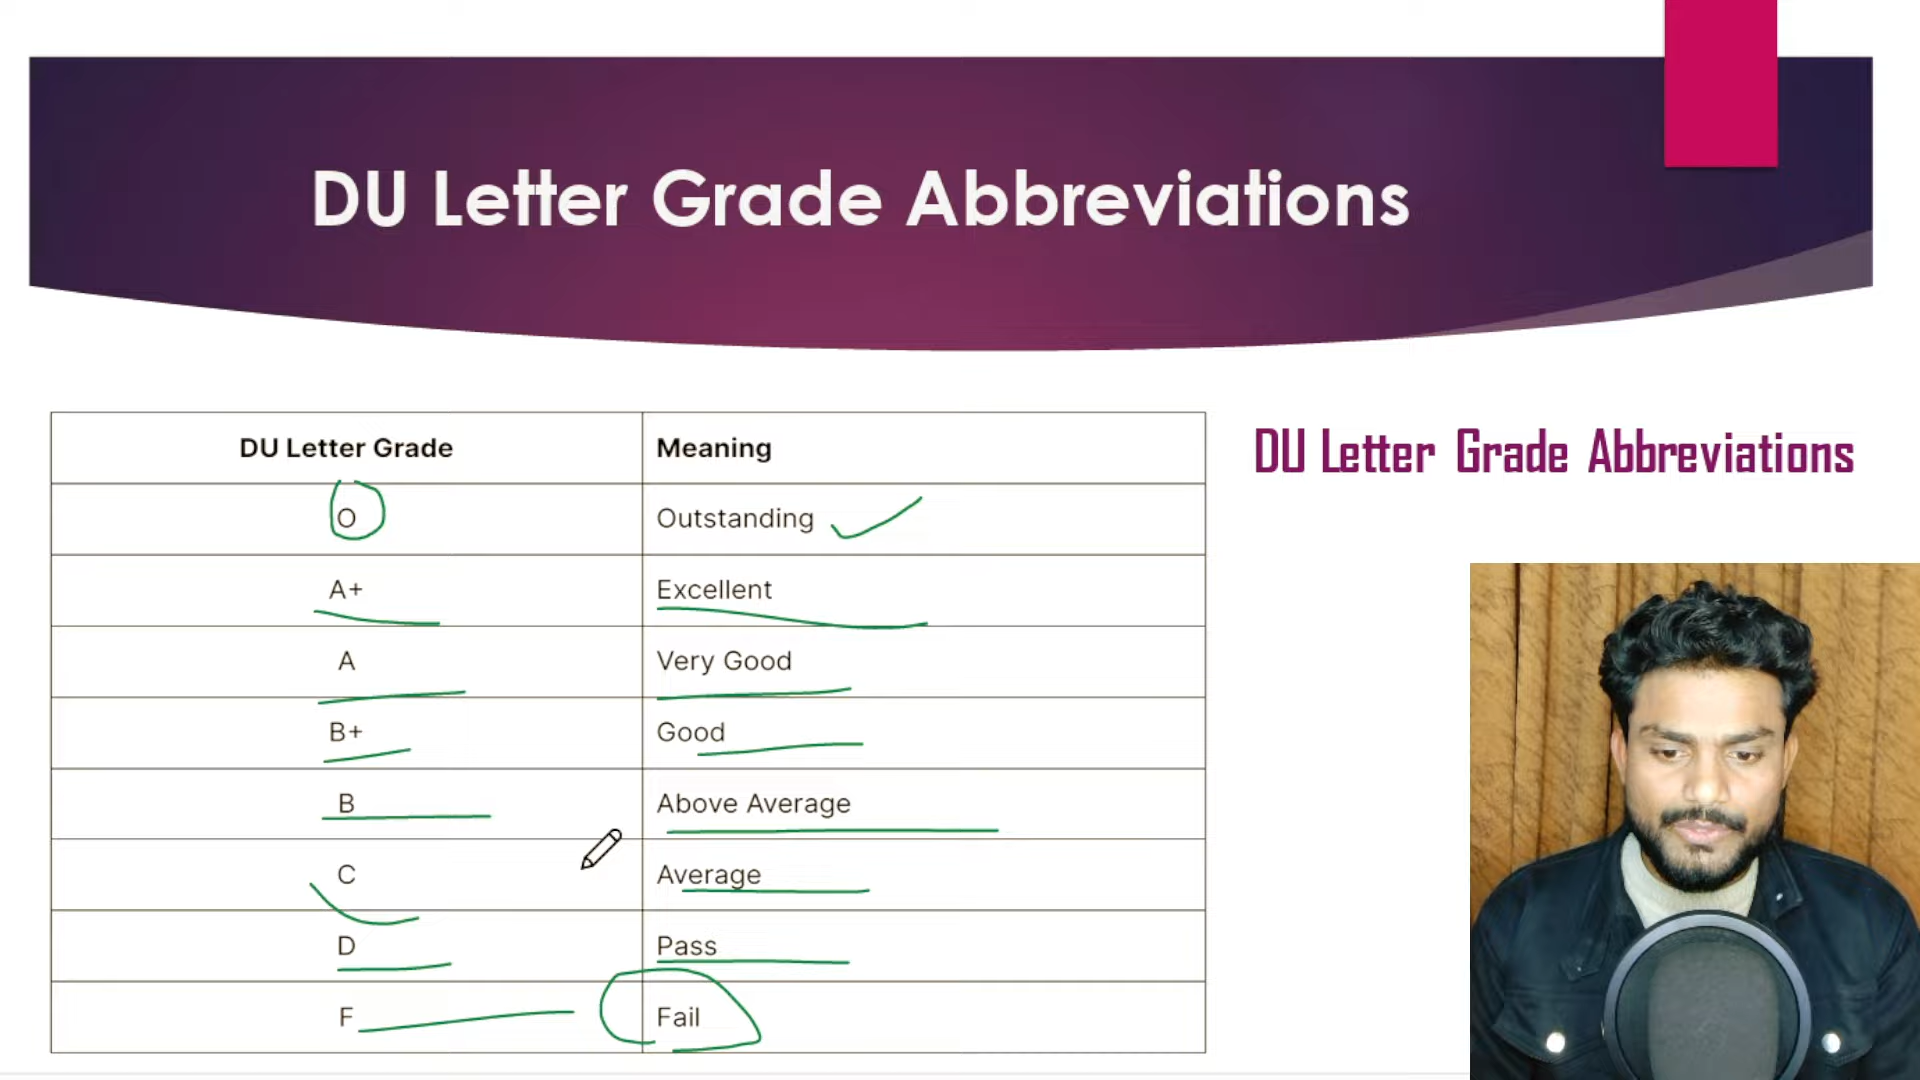 DU Letter Grade Abbreviations
DU Letter Grade Meaning
O Outstanding
A+ Excellent
A Very Good
B+ Good
B Above Average
C Average
D Pass
F Fail
DU Letter Grade Abbreviations